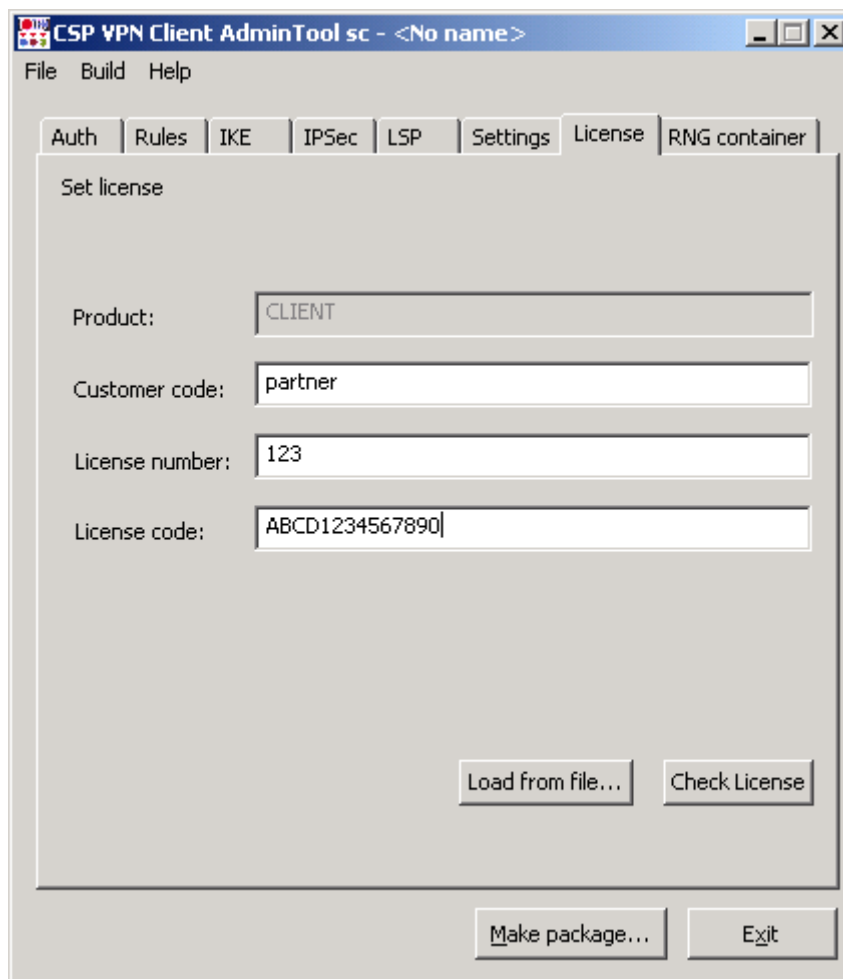 CSP VPN Client AdminTool sc - <No name>
File Build Help
Auth Rules IKE IPSec LSP Settings License RNG container
Set license
Product: CLIENT
Customer code: partner
License number: 123
License code: ABCD1234567890
Load from file... Check License
Make package... Exit